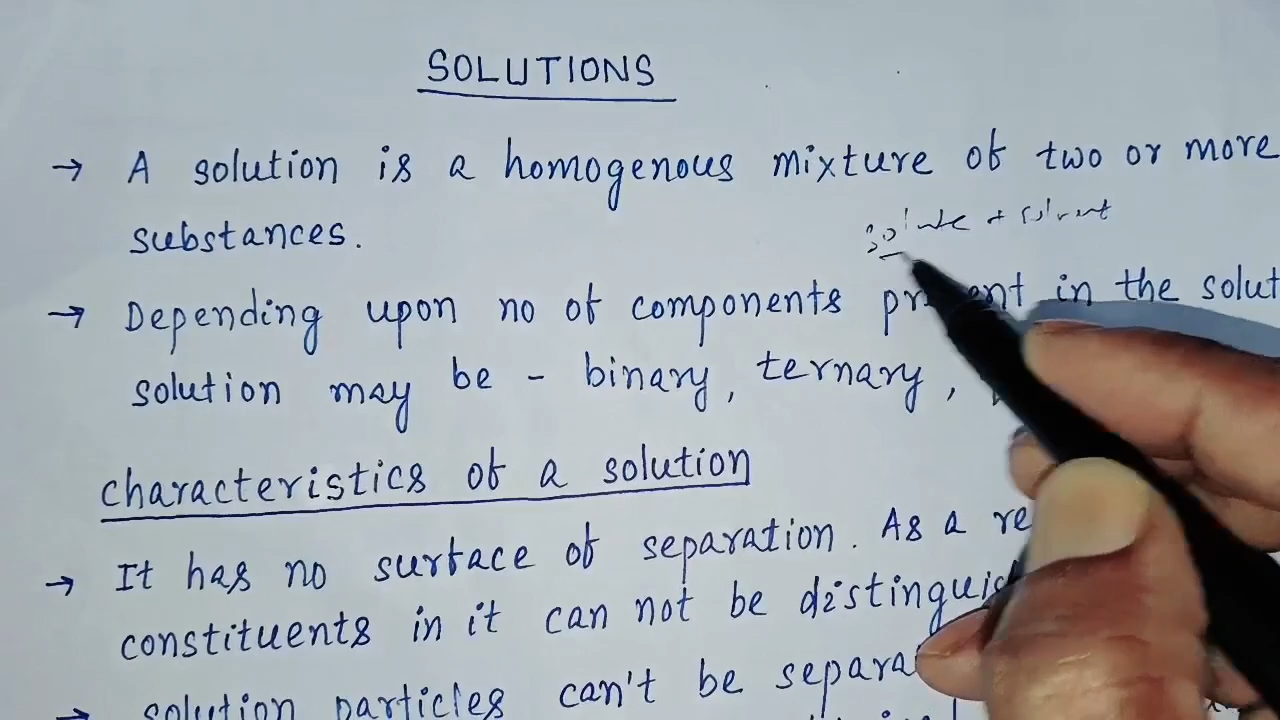 SOLUTIONS
→ A solution is a homogenous mixture of two or more
substances.
solute + solvent
→ Depending upon no of components present in the solut
solution may be - binary, ternary,
characteristics of a solution
→ It has no surface of separation. As a re
constituents in it can not be distinguis
→ solution particles can't be separa